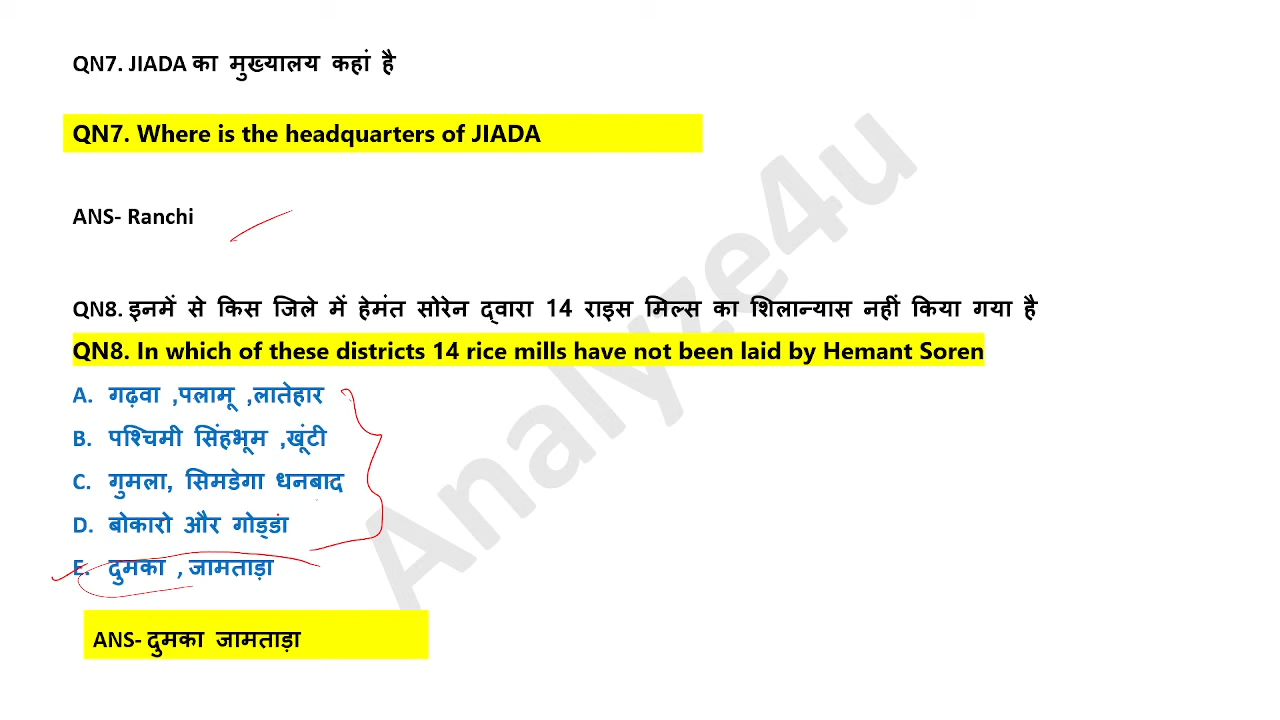 QN7. JIADA का मुख्यालय कहां है
QN7. Where is the headquarters of JIADA
ANS- Ranchi
QN8. इनमें से किस जिले में हेमंत सोरेन द्वारा 14 राइस मिल्स का शिलान्यास नहीं किया गया है
QN8. In which of these districts 14 rice mills have not been laid by Hemant Soren
A. गढ़वा ,पलामू ,लातेहार
B. पश्चिमी सिंहभूम ,खूंटी
C. गुमला, सिमडेगा धनबाद
D. बोकारो और गोड्डा
E. दुमका , जामताड़ा
ANS- दुमका जामताड़ा
Analyze4u